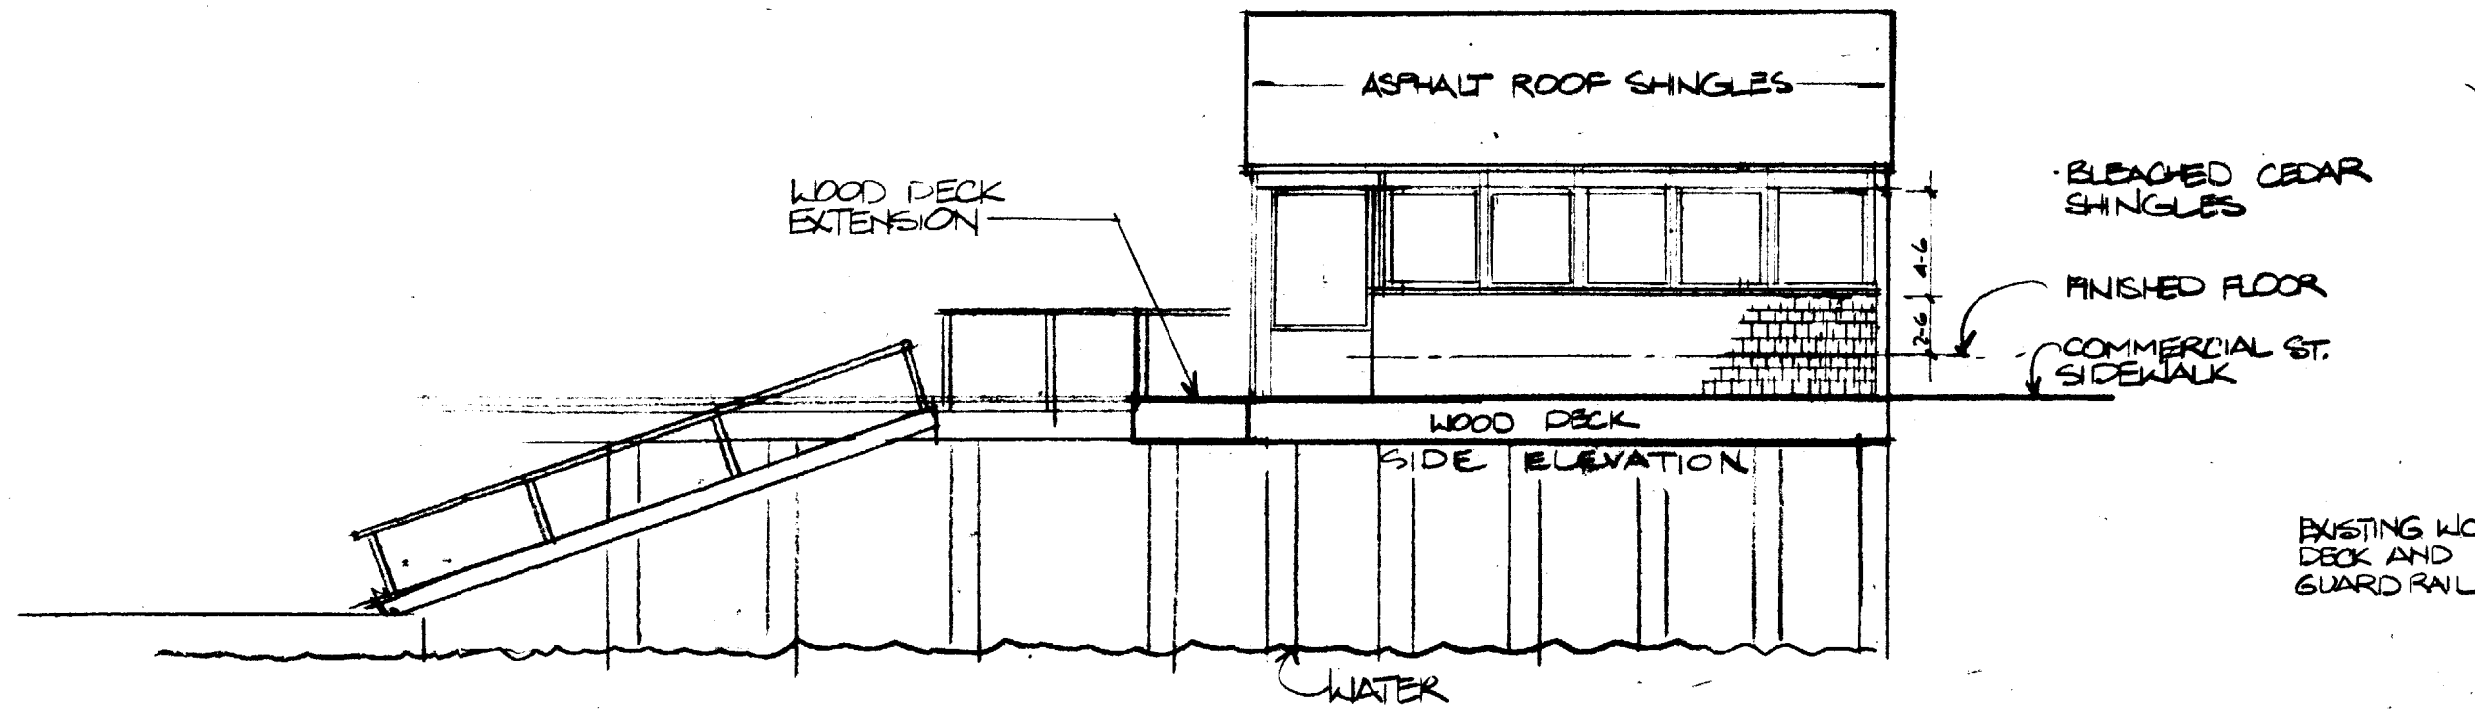 ASPHALT ROOF SHINGLES
WOOD DECK
EXTENSION
BLEACHED CEDAR
SHINGLES
4-6
FINISHED FLOOR
2-6
COMMERCIAL ST.
SIDEWALK
WOOD DECK
SIDE ELEVATION
EXISTING
DECK AND
GUARD RAIL
WATER